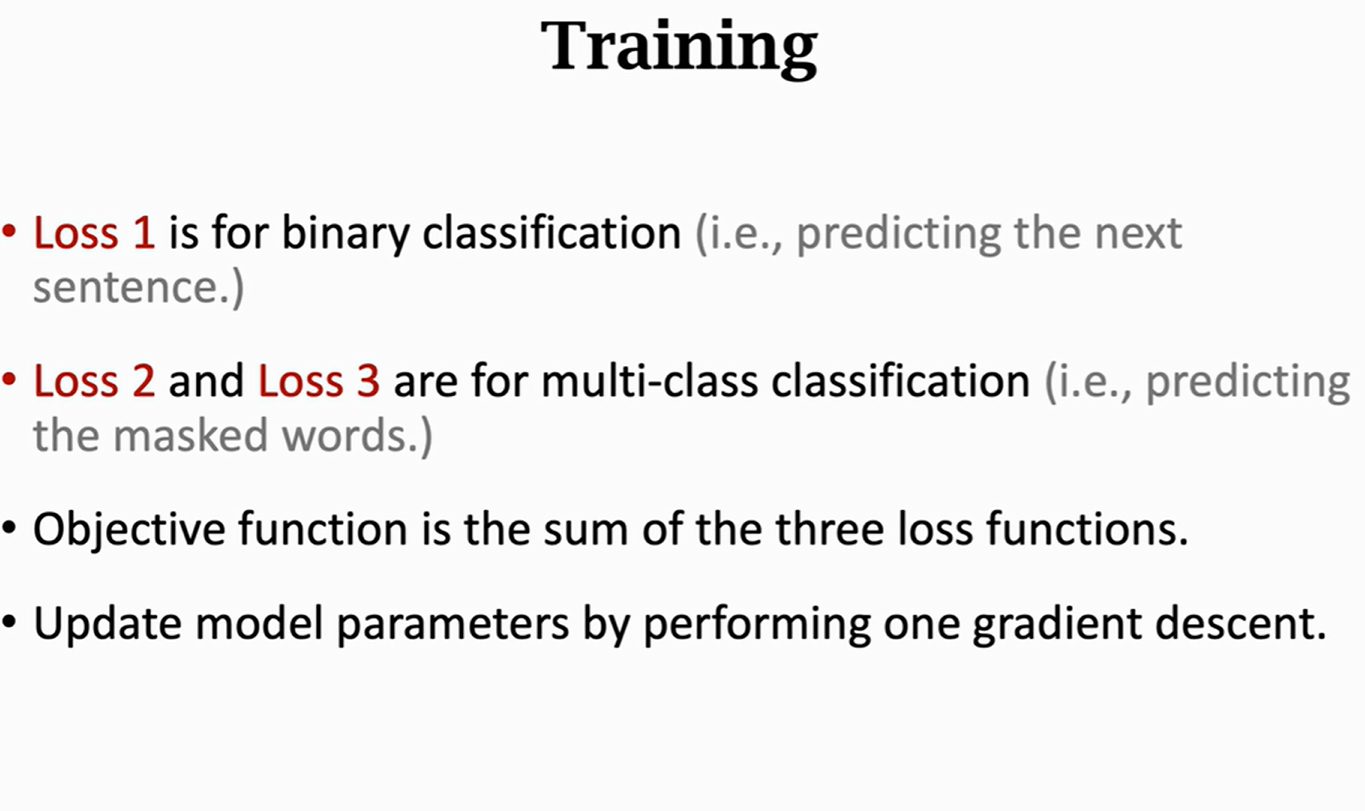 Training
• Loss 1 is for binary classification (i.e., predicting the next
sentence.)
• Loss 2 and Loss 3 are for multi-class classification (i.e., predicting
the masked words.)
• Objective function is the sum of the three loss functions.
• Update model parameters by performing one gradient descent.